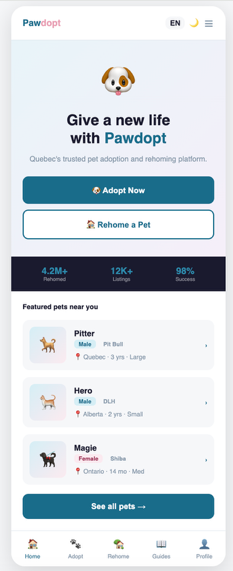 Pawdopt
EN
Give a new life
with Pawdopt
Quebec's trusted pet adoption and rehoming platform.
🐶 Adopt Now
🏠 Rehome a Pet
4.2M+ 12K+ 98%
Rehomed Listings Success
Featured pets near you
Pitter
Male Pit Bull
📍 Quebec · 3 yrs · Large
Hero
Male DLH
📍 Alberta · 2 yrs · Small
Magie
Female Shiba
📍 Ontario · 14 mo · Med
See all pets →
Home Adopt Rehome Guides Profile